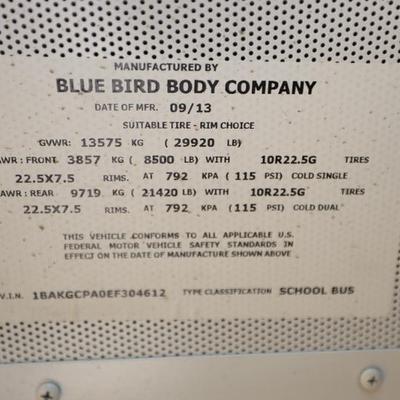 MANUFACTURED BY
BLUE BIRD BODY COMPANY
DATE OF MFR. 09/13
SUITABLE TIRE - RIM CHOICE
GVWR: 13575 KG ( 29920 LB)
AWR: FRONT 3857 KG ( 8500 LB) WITH 10R22.5G TIRES
22.5X7.5 RIMS. AT 792 KPA (115 PSI) COLD SINGLE
AWR: REAR 9719 KG ( 21420 LB) WITH 10R22.5G TIRES
22.5X7.5 RIMS. AT 792 KPA (115 PSI) COLD DUAL
THIS VEHICLE CONFORMS TO ALL APPLICABLE U.S.
FEDERAL MOTOR VEHICLE SAFETY STANDARDS IN
EFFECT ON THE DATE OF MANUFACTURE SHOWN ABOVE
V.I.N. 1BAKGCPA0EF304612 TYPE CLASSIFICATION SCHOOL BUS